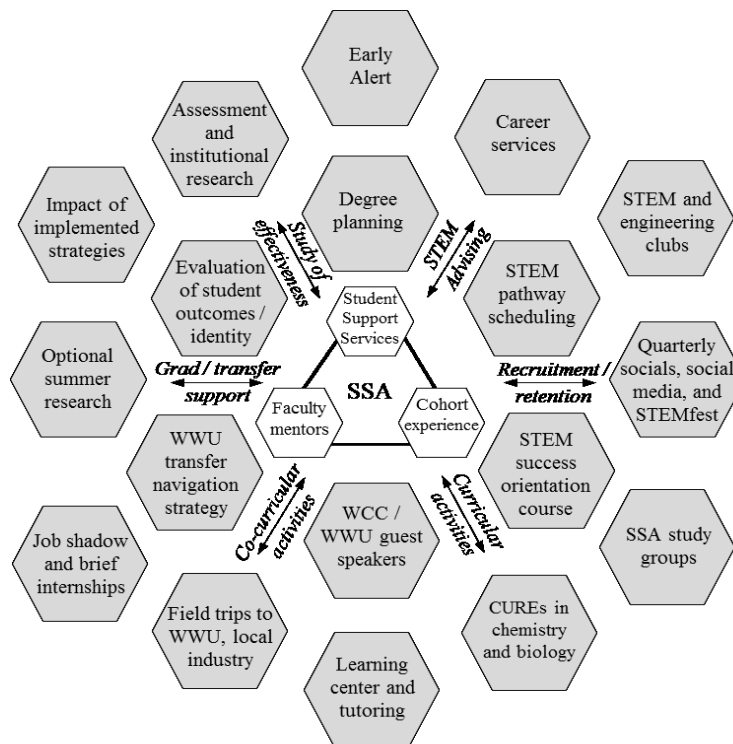 Early
Alert
Assessment
and
institutional
research
Career
services
Impact of
implemented
strategies
Degree
planning
STEM and
engineering
clubs
Study of
effectiveness
STEM
Advising
Evaluation
of student
outcomes /
identity
Student
Support
Services
STEM
pathway
scheduling
Optional
summer
research
Grad / transfer
support
SSA
Recruitment /
retention
Quarterly
socials, social
media, and
STEMfest
Faculty
mentors
Cohort
experience
WWU
transfer
navigation
strategy
STEM
success
orientation
course
Co-curricular
activities
WCC /
WWU guest
speakers
Curricular
activities
Job shadow
and brief
internships
SSA study
groups
Field trips to
WWU, local
industry
CUREs in
chemistry
and biology
Learning
center and
tutoring